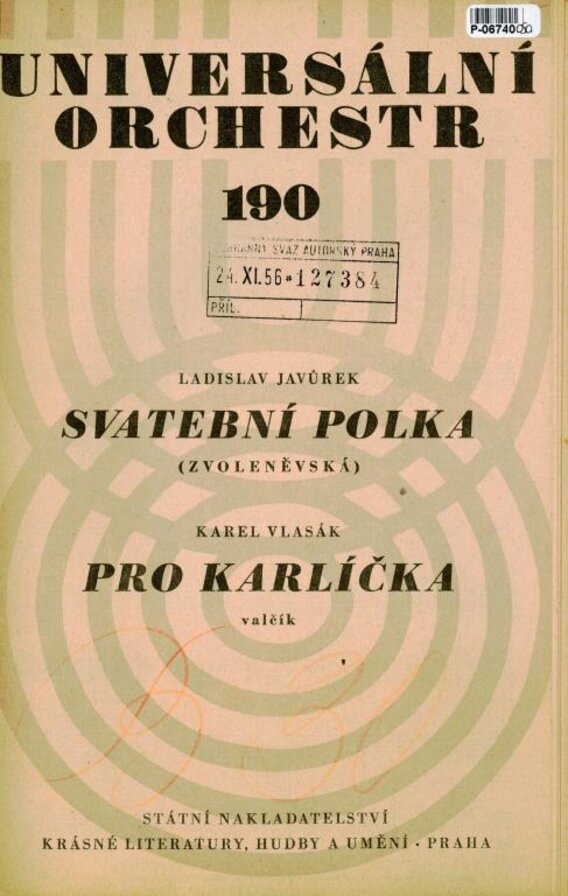 UNIVERSÁLNÍ
ORCHESTR
190
SVAZ AUTORSKÝ PRAHA
24. XI. 56 * 127384
PŘÍL.
LADISLAV JAVŮREK
SVATEBNÍ POLKA
(ZVOLENĚVSKÁ)
KAREL VLASÁK
PRO KARLÍČKA
valčík
STÁTNÍ NAKLADATELSTVÍ
KRÁSNÉ LITERATURY, HUDBY A UMĚNÍ · PRAHA